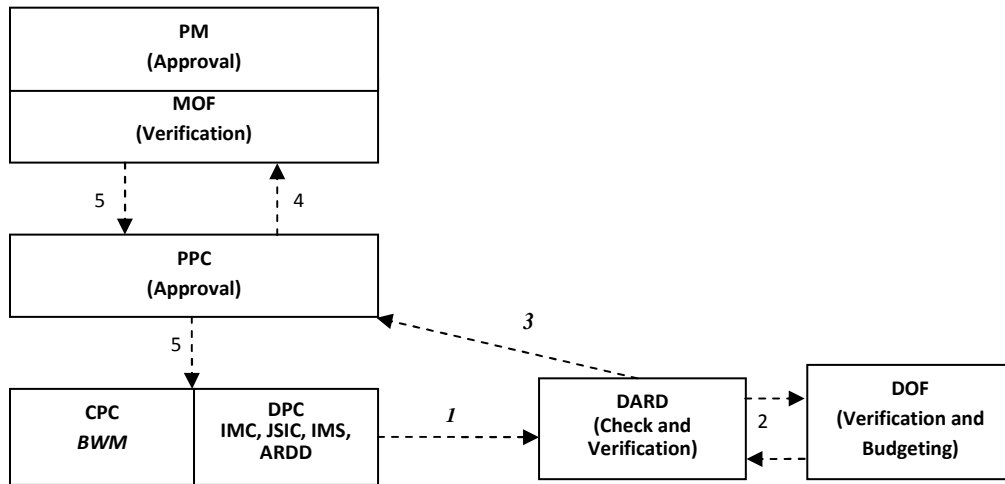 PM
(Approval)
MOF
(Verification)
5
4
PPC
(Approval)
3
5
CPC
BWM
DPC
IMC, JSIC, IMS,
ARDD
1
DARD
(Check and
Verification)
2
DOF
(Verification and
Budgeting)